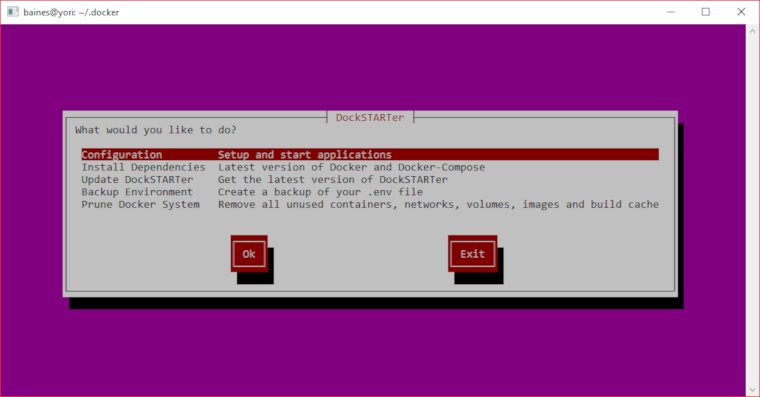 baines@yori: ~/.docker
DockSTARTer
What would you like to do?
Configuration Setup and start applications
Install Dependencies Latest version of Docker and Docker-Compose
Update DockSTARTer Get the latest version of DockSTARTer
Backup Environment Create a backup of your .env file
Prune Docker System Remove all unused containers, networks, volumes, images and build cache
Ok Exit